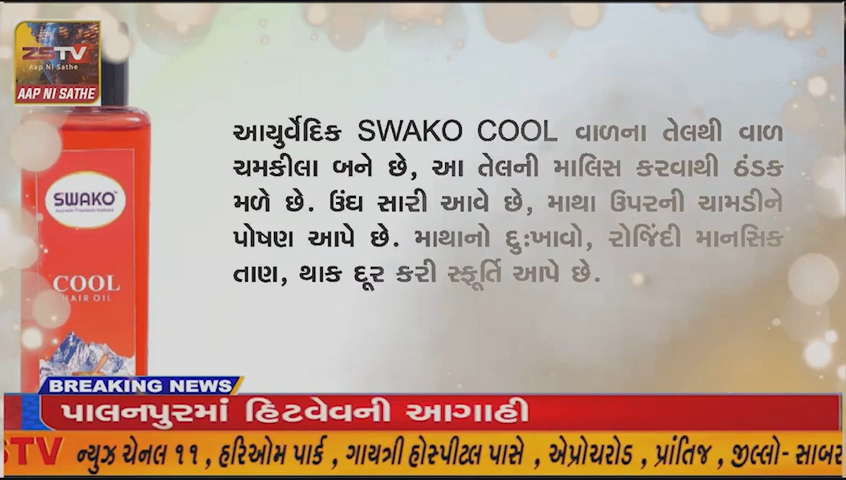 ZSTV
Aap Ni Sathe
AAP NI SATHE
આયુર્વેદિક SWAKO COOL વાળના તેલથી વાળ
ચમકીલા બને છે, આ તેલની માલિસ કરવાથી ઠંડક
મળે છે. ઉંઘ સારી આવે છે, માથા ઉપરની ચામડીને
પોષણ આપે છે. માથાનો દુઃખાવો, રોજિંદી માનસિક
તાણ, થાક દૂર કરી સ્ફૂર્તિ આપે છે.
SWAKO
COOL
HAIR OIL
BREAKING NEWS
પાલનપુરમાં હિટવેવની આગાહી
STV ન્યુઝ ચેનલ ૧૧ , હરિઓમ પાર્ક , ગાયત્રી હોસ્પીટલ પાસે , એપ્રોચરોડ , પ્રાંતિજ , જીલ્લો- સાબર